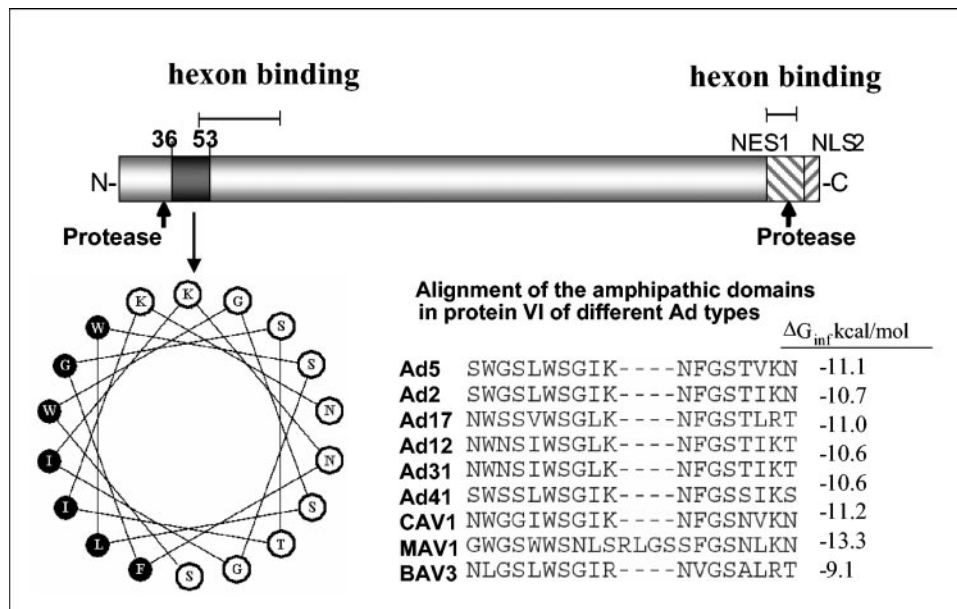 hexon binding
hexon binding
36 53
NES1 NLS2
N-
-C
Protease
Protease
K K G
W S
G S
W N
I N
I S
L T
F S G
Alignment of the amphipathic domains
in protein VI of different Ad types
ΔG_inf kcal/mol
Ad5 SWGSLWSGIK----NFGSTVKN
Ad2 SWGSLWSGIK----NFGSTIKN
Ad17 NWSSVWSGLK----NFGSTLRT
Ad12 NWNSIWSGLK----NFGSTIKT
Ad31 NWNSIWSGLK----NFGSTIKT
Ad41 SWSSLWSGIK----NFGSSIKS
CAV1 NWGGIWSGIK----NFGSNVKN
MAV1 GWGSWWSNLSRLGSSFGSNLKN
BAV3 NLGSLWSGIR----NVGSALRT
-11.1
-10.7
-11.0
-10.6
-10.6
-11.2
-13.3
-9.1